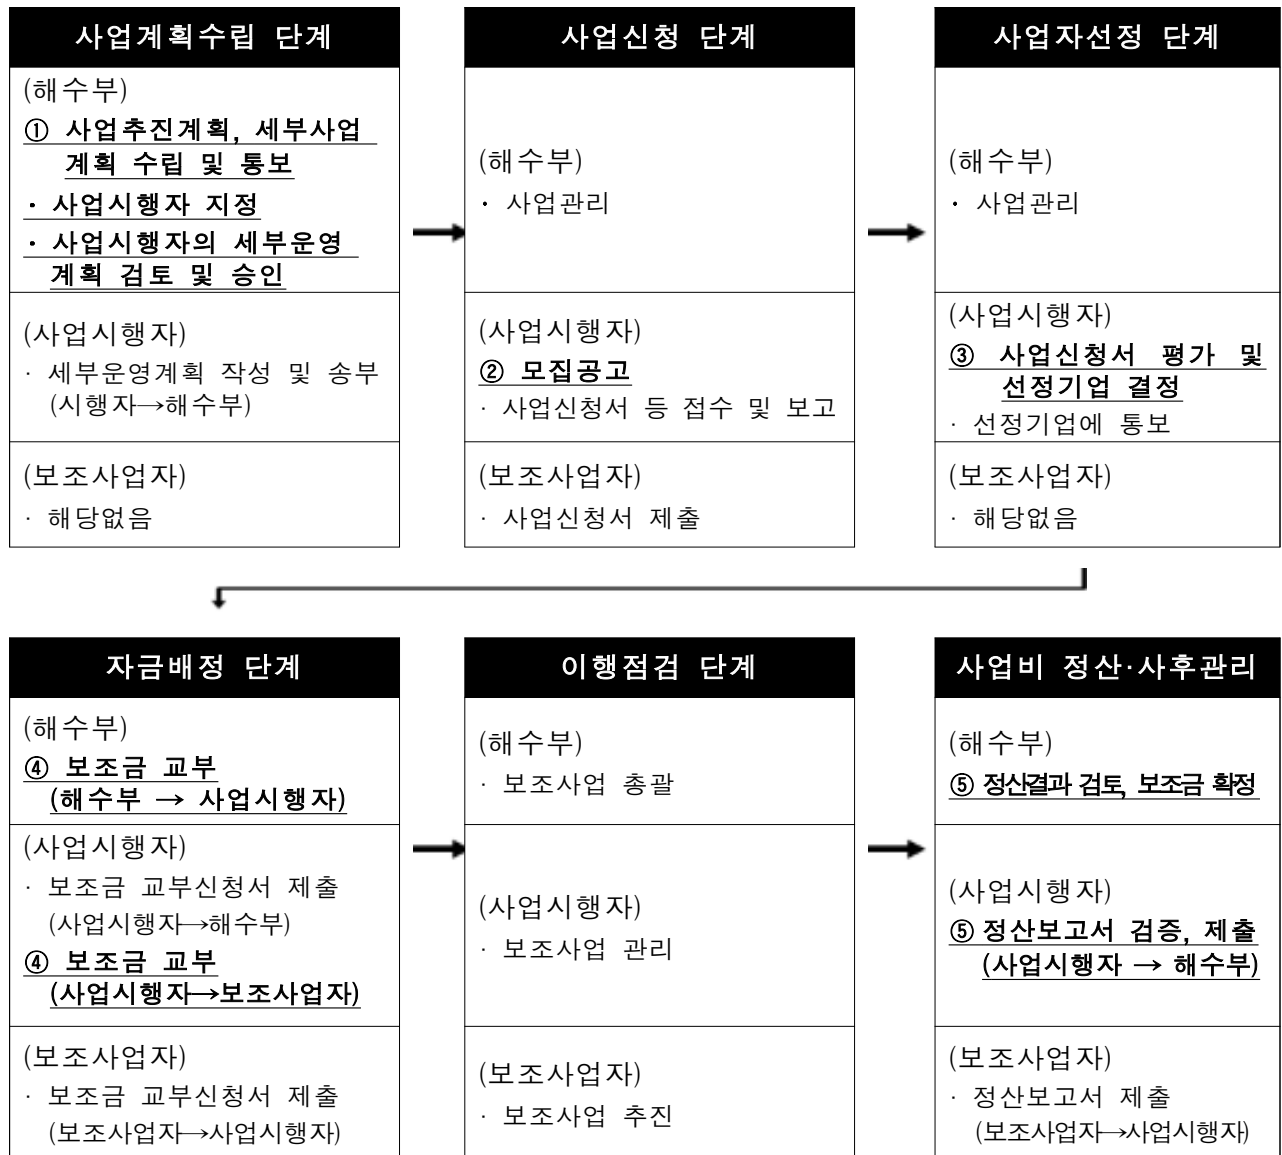 사업계획수립 단계
(해수부)
① 사업추진계획, 세부사업
계획 수립 및 통보
· 사업시행자 지정
· 사업시행자의 세부운영
계획 검토 및 승인
(사업시행자)
· 세부운영계획 작성 및 송부
(시행자→해수부)
(보조사업자)
· 해당없음
사업신청 단계
(해수부)
· 사업관리
(사업시행자)
② 모집공고
· 사업신청서 등 접수 및 보고
(보조사업자)
· 사업신청서 제출
사업자선정 단계
(해수부)
· 사업관리
(사업시행자)
③ 사업신청서 평가 및
선정기업 결정
· 선정기업에 통보
(보조사업자)
· 해당없음
자금배정 단계
(해수부)
④ 보조금 교부
(해수부 → 사업시행자)
(사업시행자)
· 보조금 교부신청서 제출
(사업시행자→해수부)
④ 보조금 교부
(사업시행자→보조사업자)
(보조사업자)
· 보조금 교부신청서 제출
(보조사업자→사업시행자)
이행점검 단계
(해수부)
· 보조사업 총괄
(사업시행자)
· 보조사업 관리
(보조사업자)
· 보조사업 추진
사업비 정산·사후관리
(해수부)
⑤ 정산결과 검토, 보조금 확정
(사업시행자)
⑤ 정산보고서 검증, 제출
(사업시행자 → 해수부)
(보조사업자)
· 정산보고서 제출
(보조사업자→사업시행자)